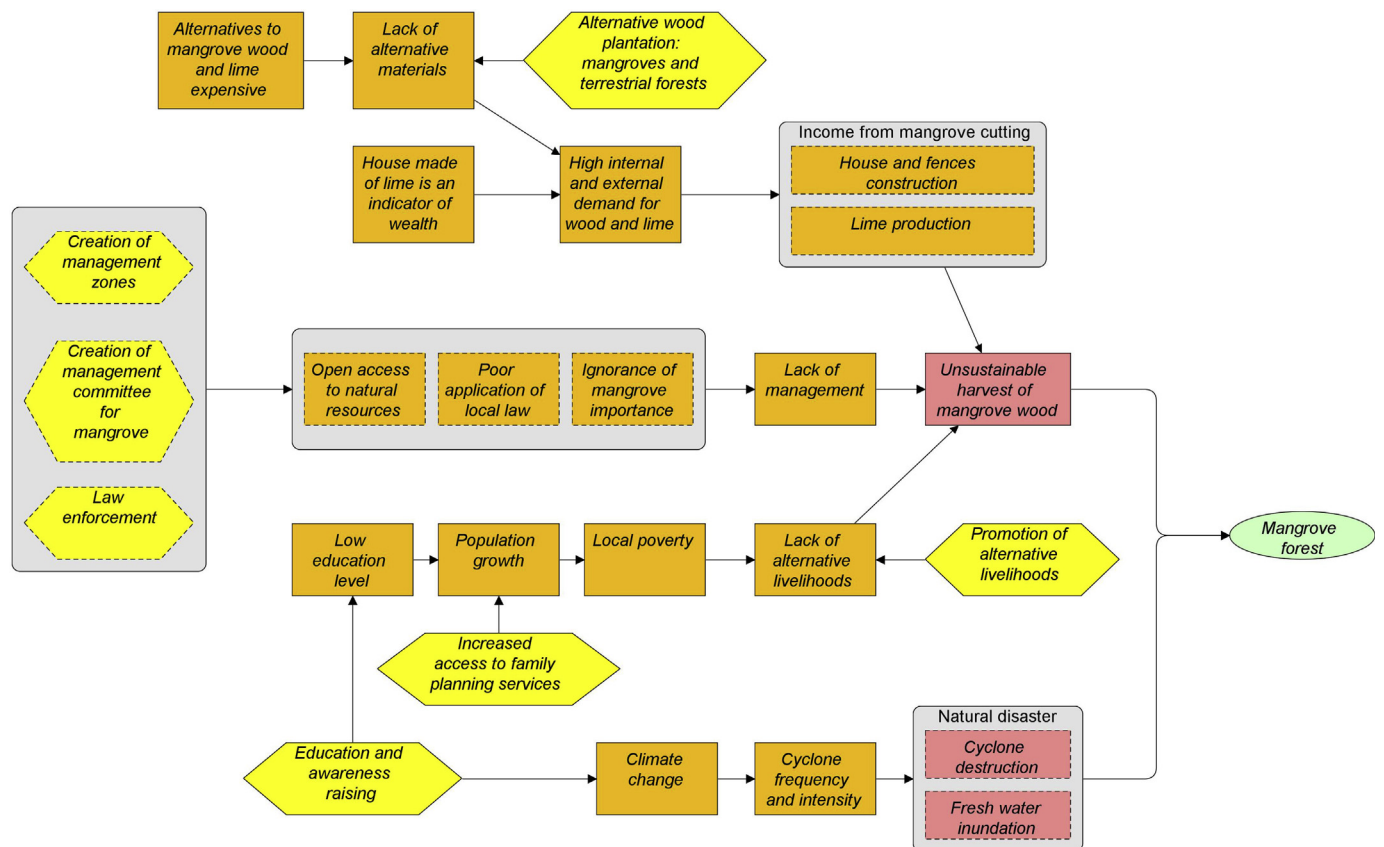 Alternatives to
mangrove wood
and lime
expensive
Lack of
alternative
materials
Alternative wood
plantation:
mangroves and
terrestrial forests
House made
of lime is an
indicator of
wealth
High internal
and external
demand for
wood and lime
Income from mangrove cutting
House and fences
construction
Lime production
Creation of
management
zones
Creation of
management
committee
for
mangrove
Law
enforcement
Open access
to natural
resources
Poor
application of
local law
Ignorance of
mangrove
importance
Lack of
management
Unsustainable
harvest of
mangrove wood
Low
education
level
Population
growth
Local poverty
Lack of
alternative
livelihoods
Promotion of
alternative
livelihoods
Mangrove
forest
Increased
access to family
planning services
Education and
awareness
raising
Climate
change
Cyclone
frequency
and intensity
Natural disaster
Cyclone
destruction
Fresh water
inundation